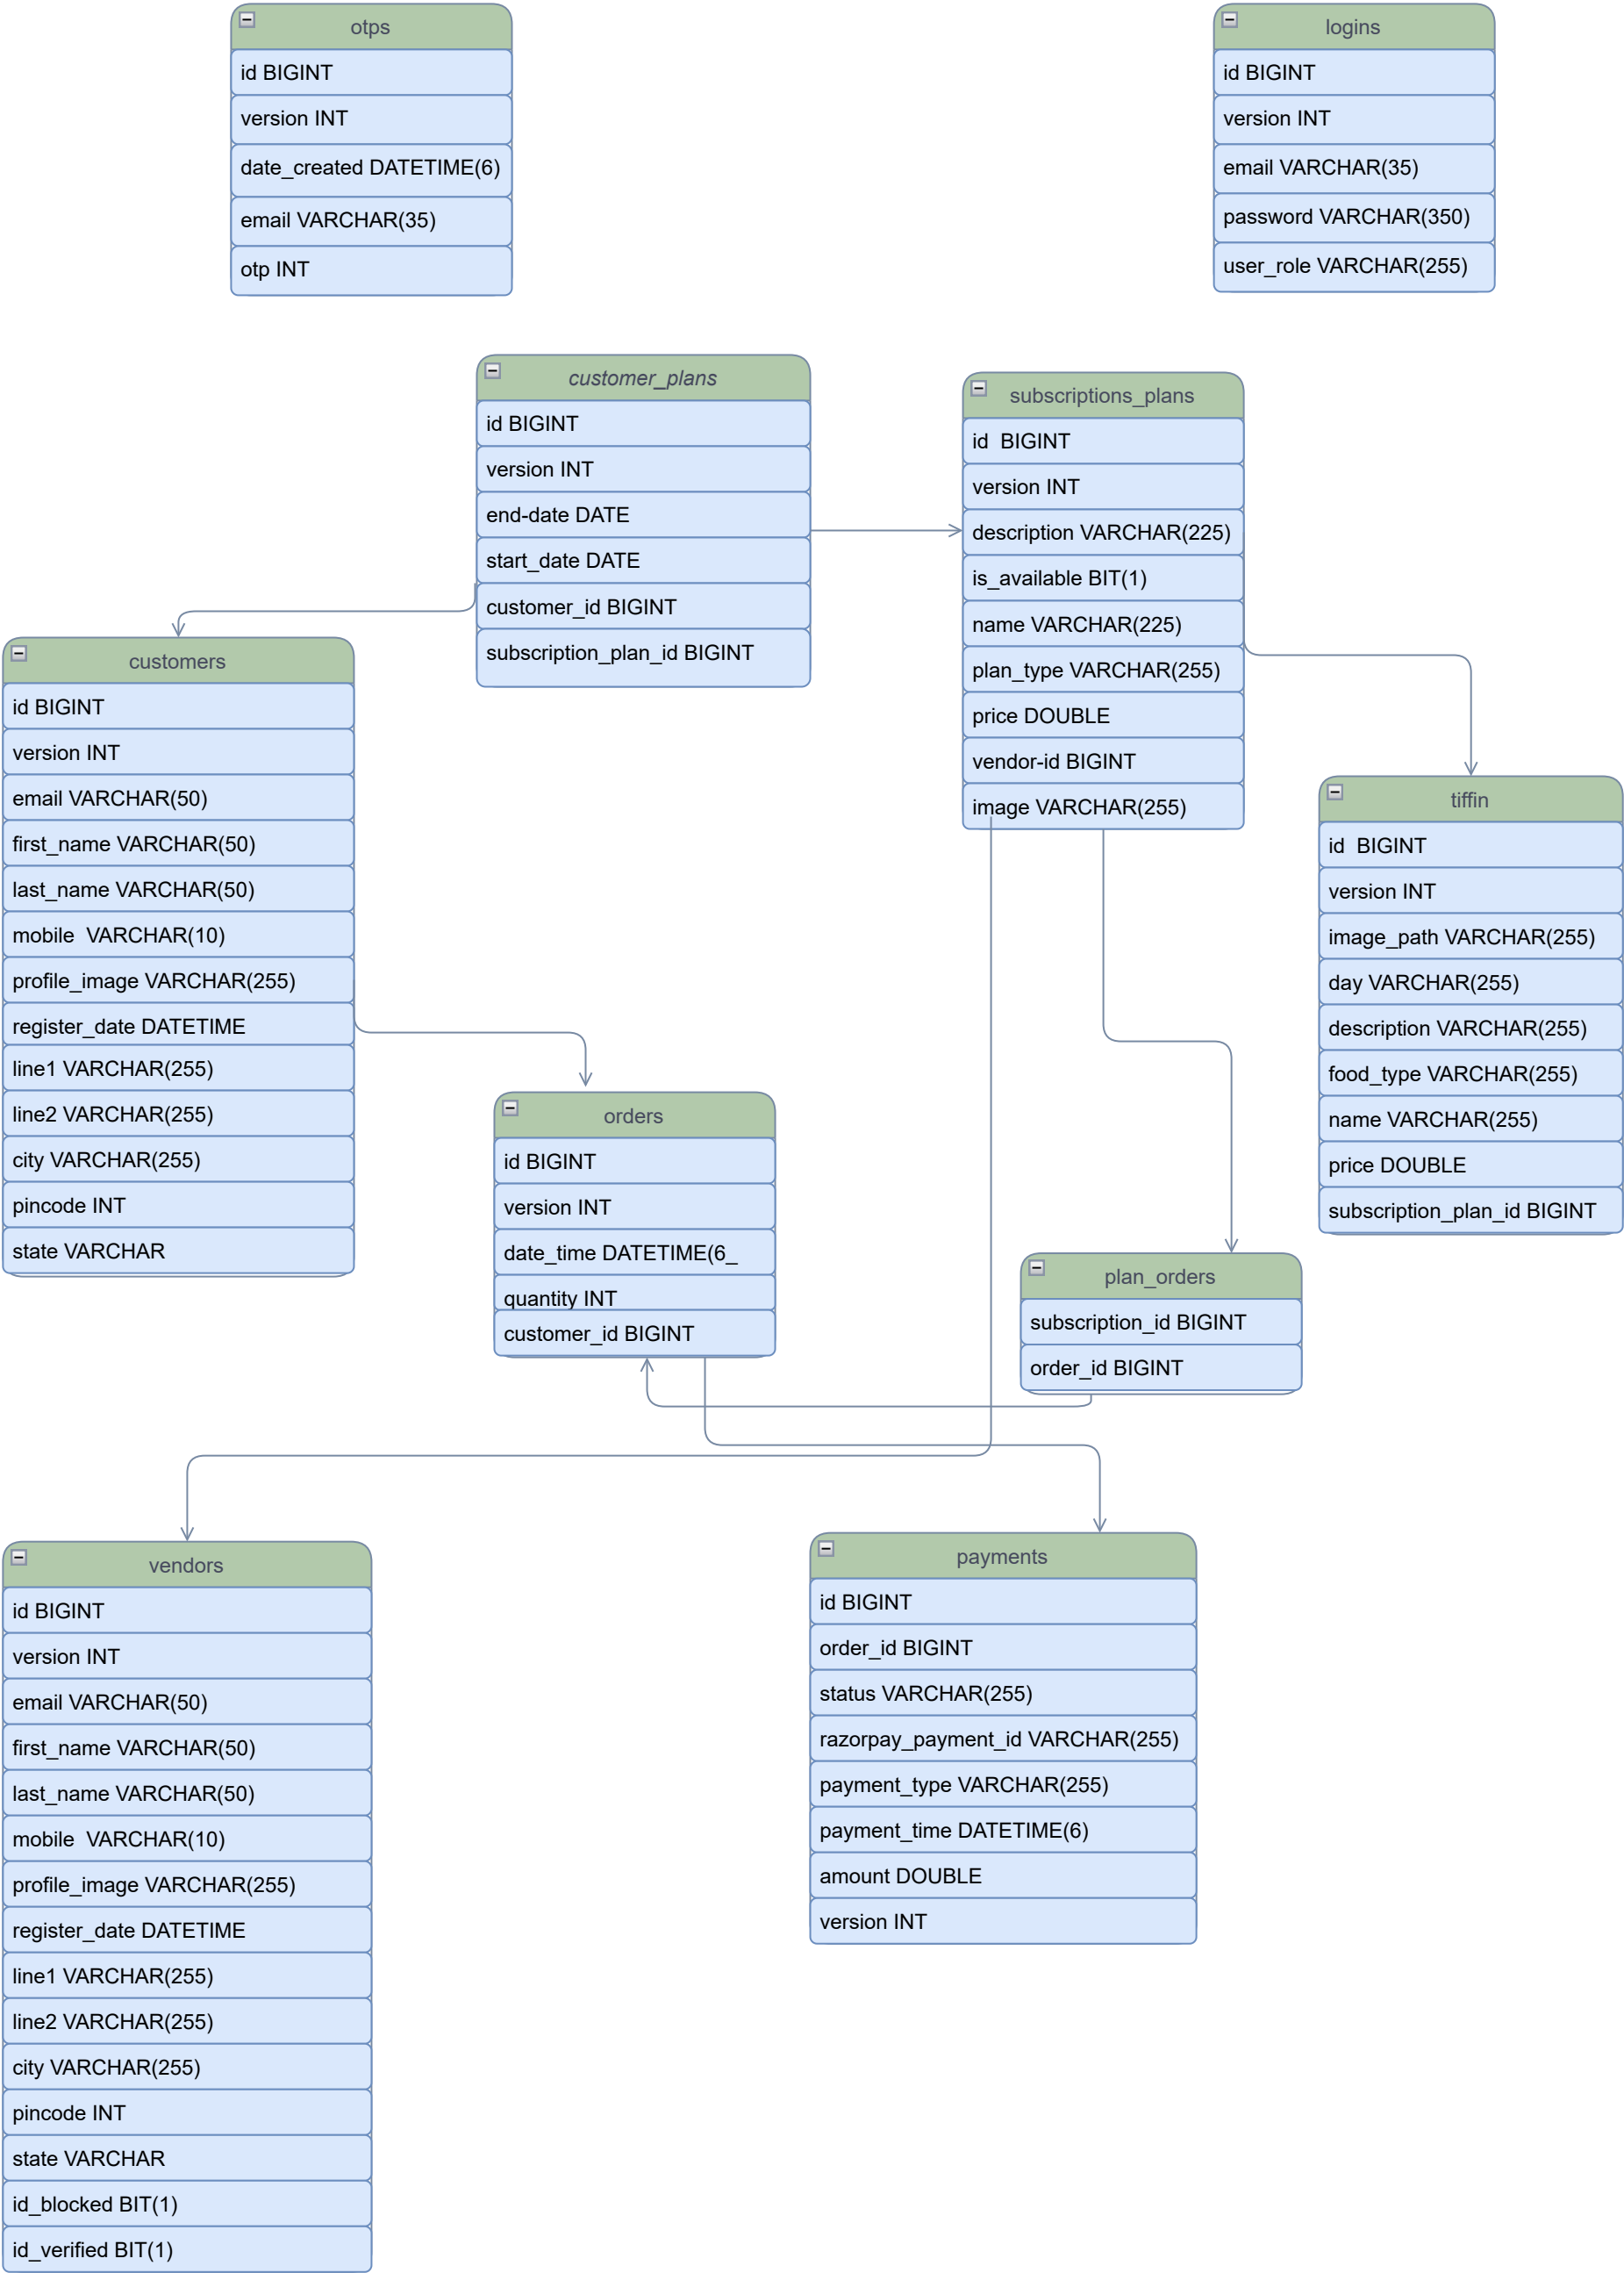 otps
id BIGINT
version INT
date_created DATETIME(6)
email VARCHAR(35)
otp INT
logins
id BIGINT
version INT
email VARCHAR(35)
password VARCHAR(350)
user_role VARCHAR(255)
customer_plans
id BIGINT
version INT
end-date DATE
start_date DATE
customer_id BIGINT
subscription_plan_id BIGINT
subscriptions_plans
id  BIGINT
version INT
description VARCHAR(225)
is_available BIT(1)
name VARCHAR(225)
plan_type VARCHAR(255)
price DOUBLE
vendor-id BIGINT
image VARCHAR(255)
customers
id BIGINT
version INT
email VARCHAR(50)
first_name VARCHAR(50)
last_name VARCHAR(50)
mobile  VARCHAR(10)
profile_image VARCHAR(255)
register_date DATETIME
line1 VARCHAR(255)
line2 VARCHAR(255)
city VARCHAR(255)
pincode INT
state VARCHAR
tiffin
id  BIGINT
version INT
image_path VARCHAR(255)
day VARCHAR(255)
description VARCHAR(255)
food_type VARCHAR(255)
name VARCHAR(255)
price DOUBLE
subscription_plan_id BIGINT
orders
id BIGINT
version INT
date_time DATETIME(6_
quantity INT
customer_id BIGINT
plan_orders
subscription_id BIGINT
order_id BIGINT
vendors
id BIGINT
version INT
email VARCHAR(50)
first_name VARCHAR(50)
last_name VARCHAR(50)
mobile  VARCHAR(10)
profile_image VARCHAR(255)
register_date DATETIME
line1 VARCHAR(255)
line2 VARCHAR(255)
city VARCHAR(255)
pincode INT
state VARCHAR
id_blocked BIT(1)
id_verified BIT(1)
payments
id BIGINT
order_id BIGINT
status VARCHAR(255)
razorpay_payment_id VARCHAR(255)
payment_type VARCHAR(255)
payment_time DATETIME(6)
amount DOUBLE
version INT